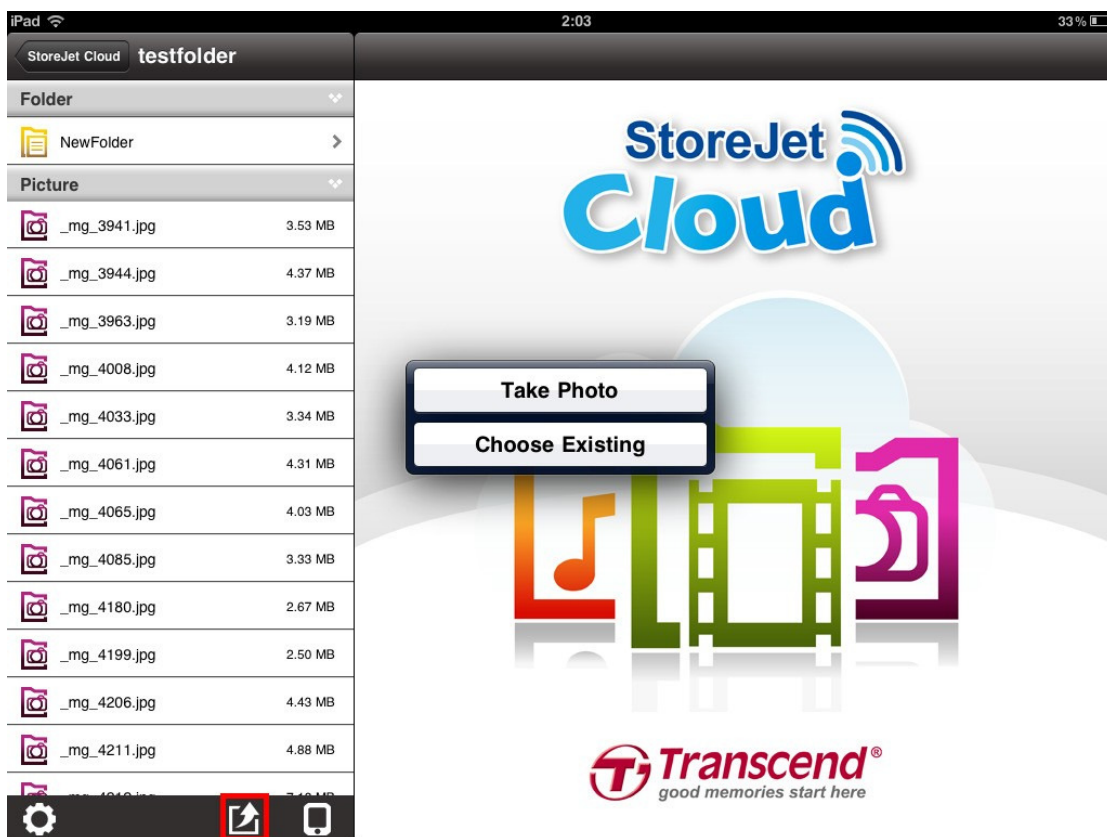 iPad 2:03 33%
StoreJet Cloud testfolder
Folder
NewFolder
Picture
_mg_3941.jpg 3.53 MB
_mg_3944.jpg 4.37 MB
_mg_3963.jpg 3.19 MB
_mg_4008.jpg 4.12 MB
_mg_4033.jpg 3.34 MB
_mg_4061.jpg 4.31 MB
_mg_4065.jpg 4.03 MB
_mg_4085.jpg 3.33 MB
_mg_4180.jpg 2.67 MB
_mg_4199.jpg 2.50 MB
_mg_4206.jpg 4.43 MB
_mg_4211.jpg 4.88 MB
StoreJet
Cloud
Take Photo
Choose Existing
Transcend®
good memories start here